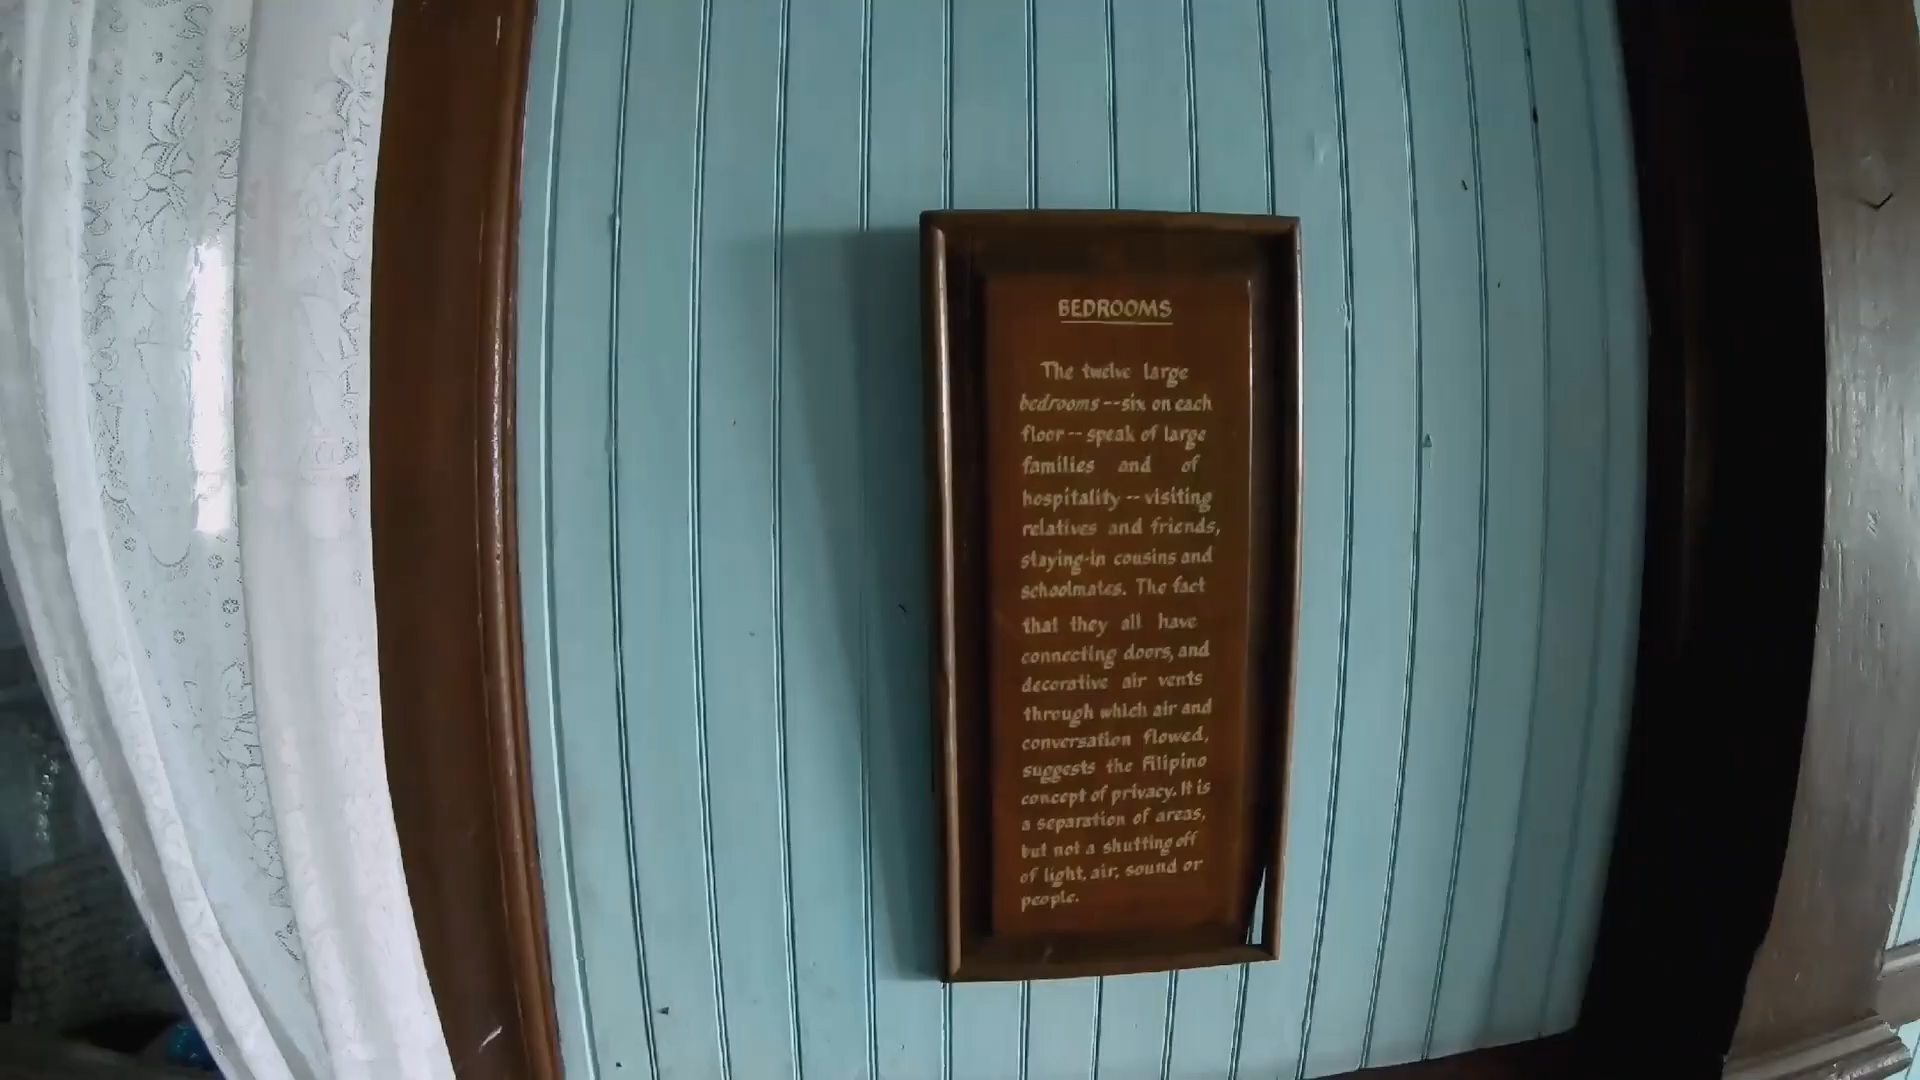 BEDROOMS
The twelve large
bedrooms--six on each
floor--speak of large
families and of
hospitality--visiting
relatives and friends,
staying-in cousins and
schoolmates. The fact
that they all have
connecting doors, and
decorative air vents
through which air and
conversation flowed,
suggests the Filipino
concept of privacy. It is
a separation of areas,
but not a shutting off
of light, air, sound or
people.